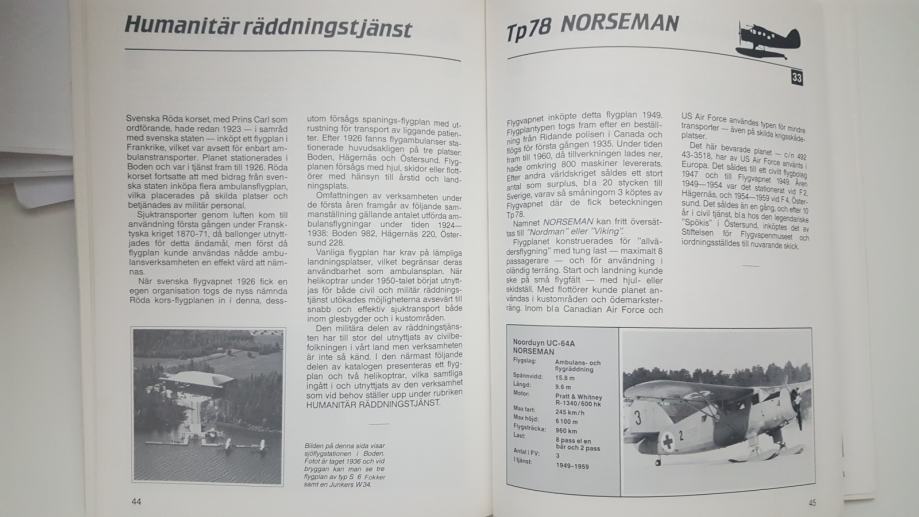 Humanitär räddningstjänst
Svenska Röda korset, med Prins Carl som
ordförande, hade redan 1923 — i samråd
med svenska staten — inköpt ett flygplan i
Frankrike, vilket var avsett för enbart am-
bulanstransporter. Planet stationerades i
Boden och var i tjänst fram till 1926. Röda
korset fortsatte att med bidrag från sven-
ska staten inköpa flera ambulansflygplan,
vilka placerades på skilda platser och
betjänades av militär personal.
Sjuktransporter genom luften kom till
användning första gången under Fransk-
tyska kriget 1870-71, då ballonger utnytt-
jades för detta ändamål, men först då
flygplan kunde användas nådde ambu-
lansverksamheten en effekt värd att näm-
nas.
När svenska flygvapnet 1926 fick en
egen organisation togs de nyss nämnda
Röda kors-flygplanen in i denna, dess-
utom försågs spanings-flygplan med ut-
rustning för transport av liggande patien-
ter. Efter 1926 fanns flygambulanser sta-
tionerade huvudsakligen på tre platser:
Boden, Hägernäs och Östersund. Flyg-
planen försågs med hjul, skidor eller flott-
örer med hänsyn till årstid och land-
ningsplats.
Omfattningen av verksamheten under
de första åren framgår av följande sam-
manställning gällande antalet utförda am-
bulansflygningar under tiden 1924—
1938: Boden 982, Hägernäs 220, Öster-
sund 228.
Vanliga flygplan har krav på lämpliga
landningsplatser, vilket begränsar deras
användbarhet som ambulansplan. När
helikoptrar under 1950-talet börjat utnytt-
jas för både civil och militär räddnings-
tjänst utökades möjligheterna avsevärt till
snabb och effektiv sjuktransport både
inom glesbygder och i kustområden.
Den militära delen av räddningstjäns-
ten har till stor del utnyttjats av civilbe-
folkningen i vårt land men verksamheten
är inte så känd. I den närmast följande
delen av katalogen presenteras ett flyg-
plan och två helikoptrar, vilka samtliga
ingått i och utnyttjats av den verksamhet
som vid behov ställer upp under rubriken
HUMANITÄR RÄDDNINGSTJÄNST.
Bilden på denna sida visar
sjöflygstationen i Boden.
Fotot är taget 1936 och vid
bryggan kan man se tre
flygplan av typ S 6 Fokker
samt en Junkers W34.
44
Tp78 NORSEMAN
33
Flygvapnet inköpte detta flygplan 1949.
Flygplantypen togs fram efter en beställ-
ning från Ridande polisen i Canada och
flögs för första gången 1935. Under tiden
fram till 1960, då tillverkningen lades ner,
hade omkring 800 maskiner levererats.
Efter andra världskriget såldes ett stort
antal som surplus, bl a 20 stycken till
Sverige, varav så småningom 3 köptes av
Flygvapnet där de fick beteckningen
Tp78.
Namnet NORSEMAN kan fritt översät-
tas till "Nordman" eller "Viking".
Flygplanet konstruerades för "allvä-
dersflygning" med tung last — maximalt 8
passagerare — och för användning i
oländig terräng. Start och landning kunde
ske på små flygfält — med hjul- eller
skidställ. Med flottörer kunde planet an-
vändas i kustområden och ödemarkster-
räng. Inom bl a Canadian Air Force och
US Air Force användes typen för mindre
transporter — även på skilda krigsskåde-
platser.
Det här bevarade planet — c/n 492
43-3518, har av US Air Force använts i
Europa. Det såldes till ett civilt flygbolag
1947 och till Flygvapnet 1949. Åren
1949—1954 var det stationerat vid F 2,
Hägernäs, och 1954—1959 vid F4, Öster-
sund. Det såldes än en gång, och efter 10
år i civil tjänst, bl a hos den legendariske
"Spökis" i Östersund, inköptes det av
Stiftelsen för Flygvapenmuseet och
iordningsställdes till nuvarande skick.
Noorduyn UC-64A
NORSEMAN
Flygslag: Ambulans- och
flygräddning
Spännvidd: 15.8 m
Längd: 9.6 m
Motor: Pratt & Whitney
R-1340/600 hk
Max fart: 245 km/h
Max höjd: 6100 m
Flygsträcka: 960 km
Last: 8 pass el en
bår och 2 pass
Antal i FV: 3
I tjänst: 1949–1959
3
2
45